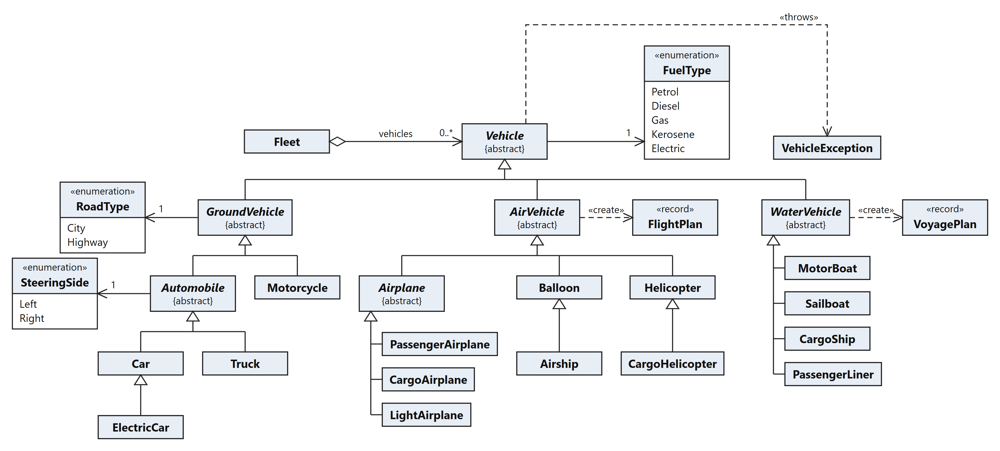 «throws»
«enumeration»
FuelType
Petrol
Diesel
Gas
Kerosene
Electric
Fleet
vehicles
0..*
Vehicle
{abstract}
1
VehicleException
«enumeration»
RoadType
City
Highway
1
GroundVehicle
{abstract}
AirVehicle
{abstract}
«create»
«record»
FlightPlan
WaterVehicle
{abstract}
«create»
«record»
VoyagePlan
«enumeration»
SteeringSide
Left
Right
1
Automobile
{abstract}
Motorcycle
Airplane
{abstract}
Balloon
Helicopter
MotorBoat
Sailboat
CargoShip
PassengerLiner
Car
Truck
PassengerAirplane
CargoAirplane
LightAirplane
Airship
CargoHelicopter
ElectricCar